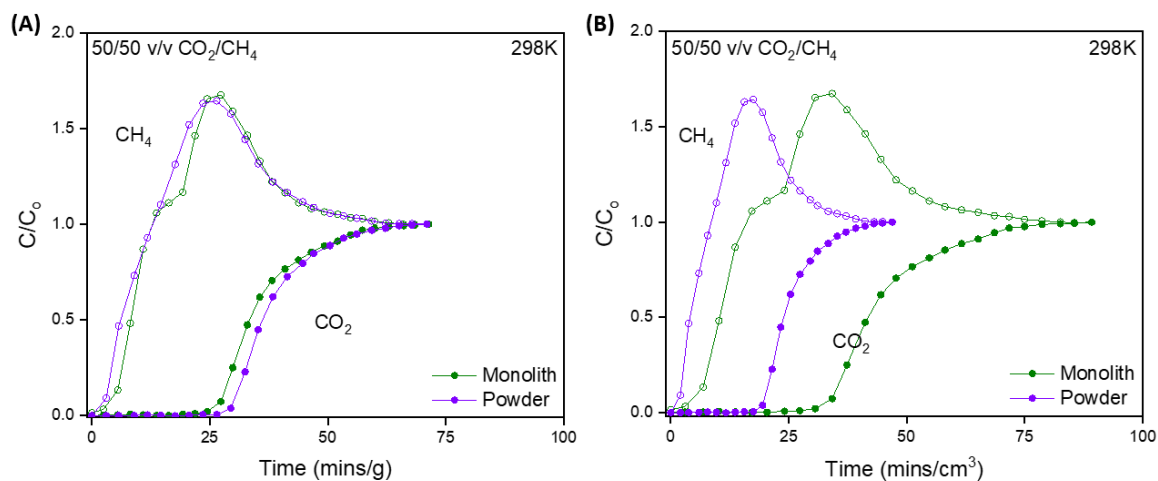 (A)
50/50 v/v CO₂/CH₄ 298K
2.0
1.5
1.0
0.5
0.0
C/Cₒ
CH₄
CO₂
Monolith
Powder
0 25 50 75 100
Time (mins/g)
(B)
50/50 v/v CO₂/CH₄ 298K
2.0
1.5
1.0
0.5
0.0
C/Cₒ
CH₄
CO₂
Monolith
Powder
0 25 50 75 100
Time (mins/cm³)